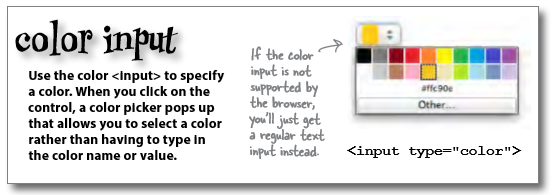 color input
Use the color <input> to specify
a color. When you click on the
control, a color picker pops up
that allows you to select a color
rather than having to type in
the color name or value.
If the color
input is not
supported by
the browser,
you'll just get
a regular text
input instead.
#ffc90e
Other...
<input type="color">